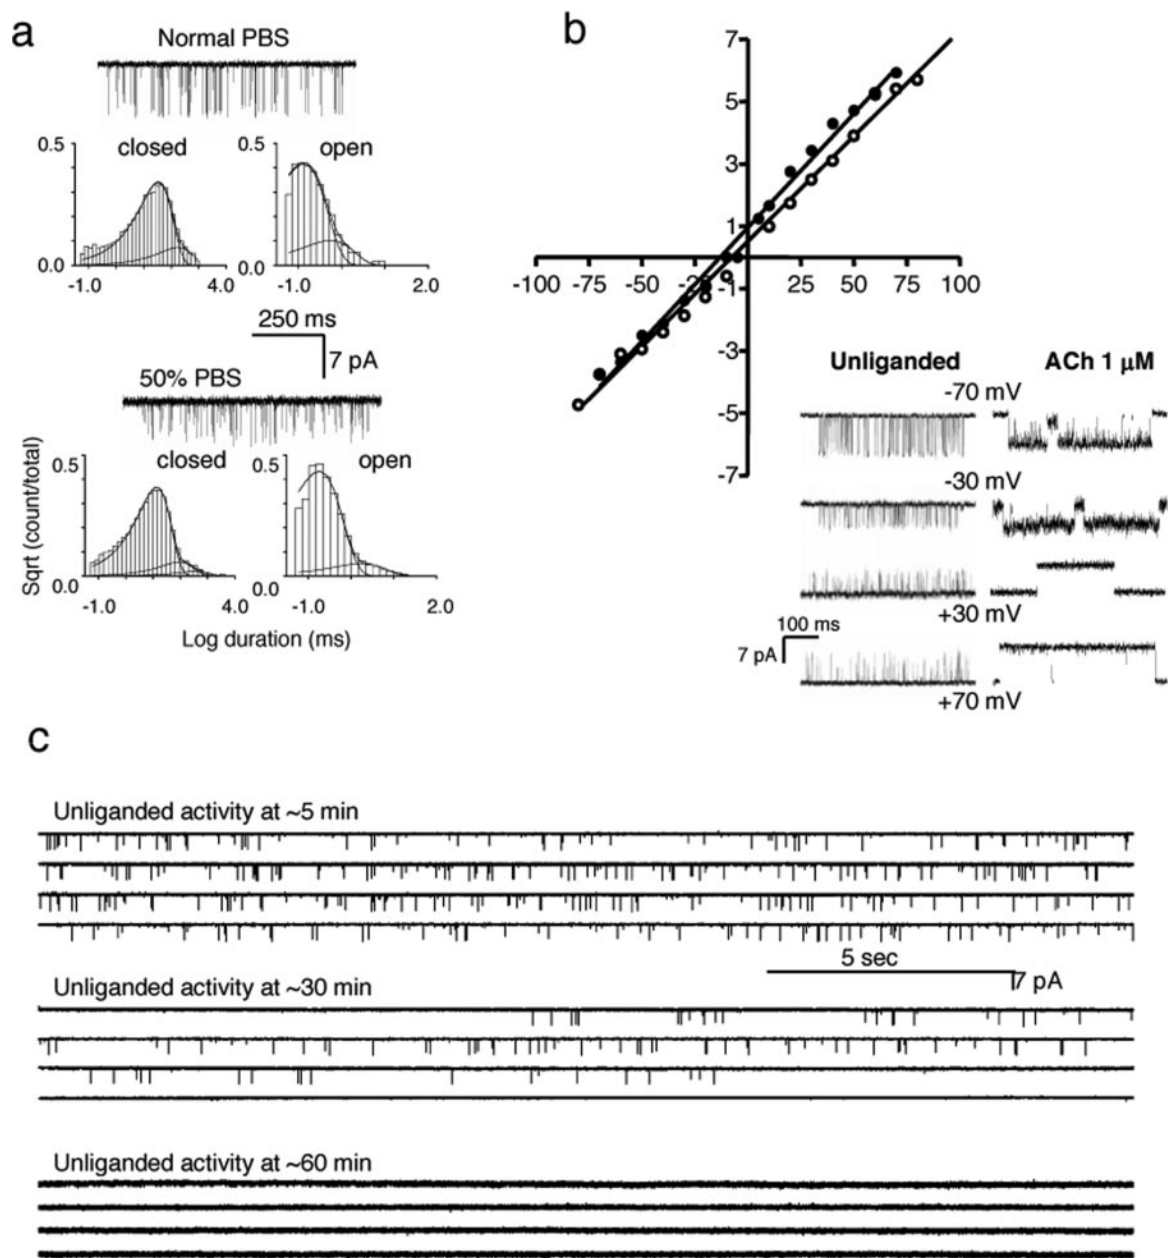 a
Normal PBS
closed
open
0.5
0.5
0.0
0.0
-1.0
4.0
-1.0
2.0
250 ms
7 pA
50% PBS
closed
open
0.5
0.5
0.0
0.0
-1.0
4.0
-1.0
2.0
Sqrt (count/total)
Log duration (ms)
b
7
5
3
1
-1
-3
-5
-7
-100 -75 -50 25 50 75 100
Unliganded
ACh 1 µM
-70 mV
-30 mV
+30 mV
100 ms
7 pA
+70 mV
c
Unliganded activity at ~5 min
5 sec
7 pA
Unliganded activity at ~30 min
Unliganded activity at ~60 min